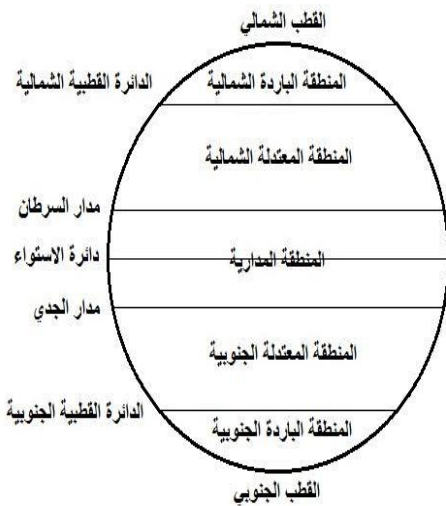 القطب الشمالي
الدائرة القطبية الشمالية
المنطقة الباردة الشمالية
المنطقة المعتدلة الشمالية
مدار السرطان
دائرة الاستواء
المنطقة المدارية
مدار الجدي
المنطقة المعتدلة الجنوبية
الدائرة القطبية الجنوبية
المنطقة الباردة الجنوبية
القطب الجنوبي